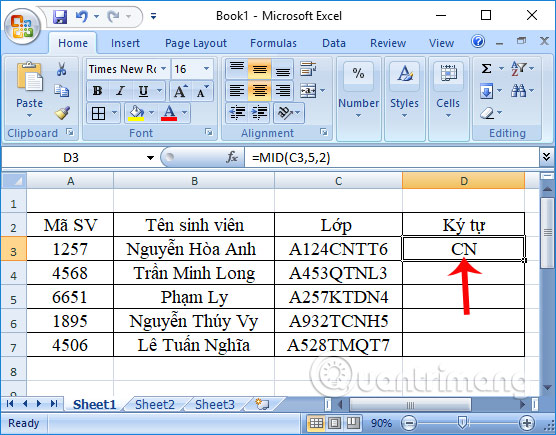 Book1 - Microsoft Excel
Home Insert Page Layout Formulas Data Review View
Times New Ro 16
Paste B I U A A Number Styles Cells
Clipboard Font Alignment Editing
D3 fx =MID(C3,5,2)
A B C D
1
2 Mã SV Tên sinh viên Lớp Ký tự
3 1257 Nguyễn Hòa Anh A124CNTT6 CN
4 4568 Trần Minh Long A453QTNL3
5 6651 Phạm Ly A257KTDN4
6 1895 Nguyễn Thúy Vy A932TCNH5
7 4506 Lê Tuấn Nghĩa A528TMQT7
8
Quantrimang
Sheet1 Sheet2 Sheet3
Ready 90%